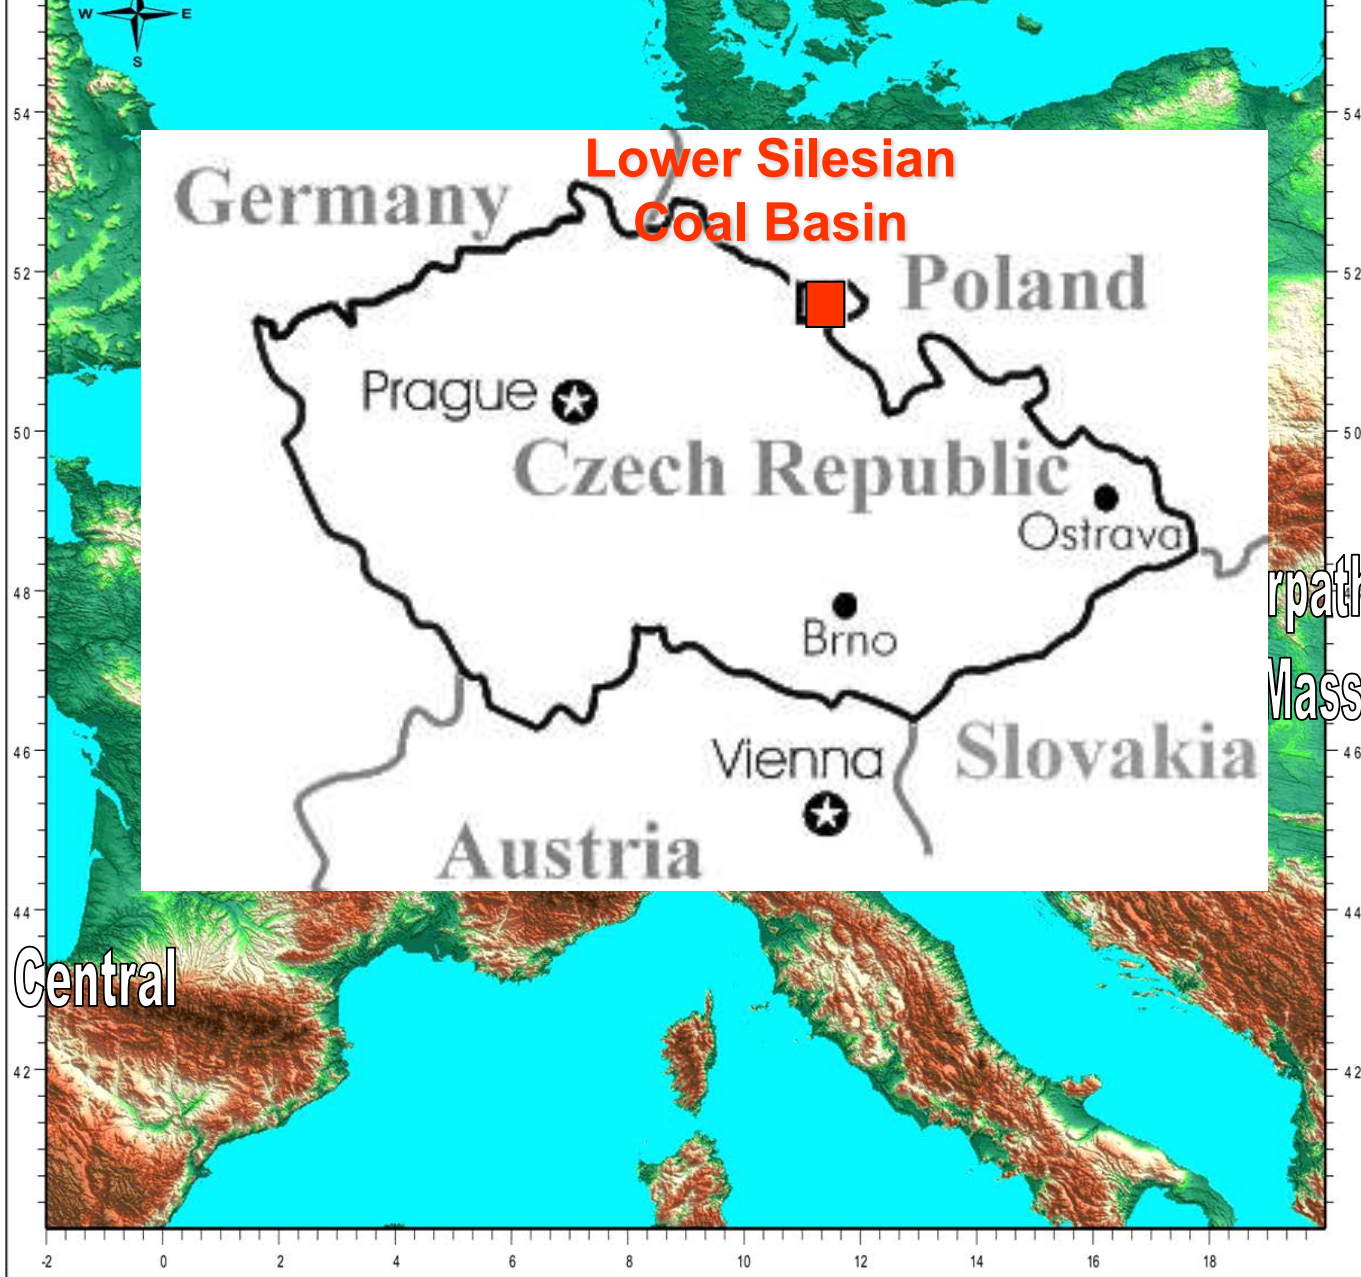 W E
S
54 54
Lower Silesian
Coal Basin
Germany
Poland
52 52
Prague
Czech Republic
50 50
Ostrava
48
rpath
Brno
Mass
Vienna
Slovakia
46 46
Austria
44 44
Central
42 42
-2 0 2 4 6 8 10 12 14 16 18